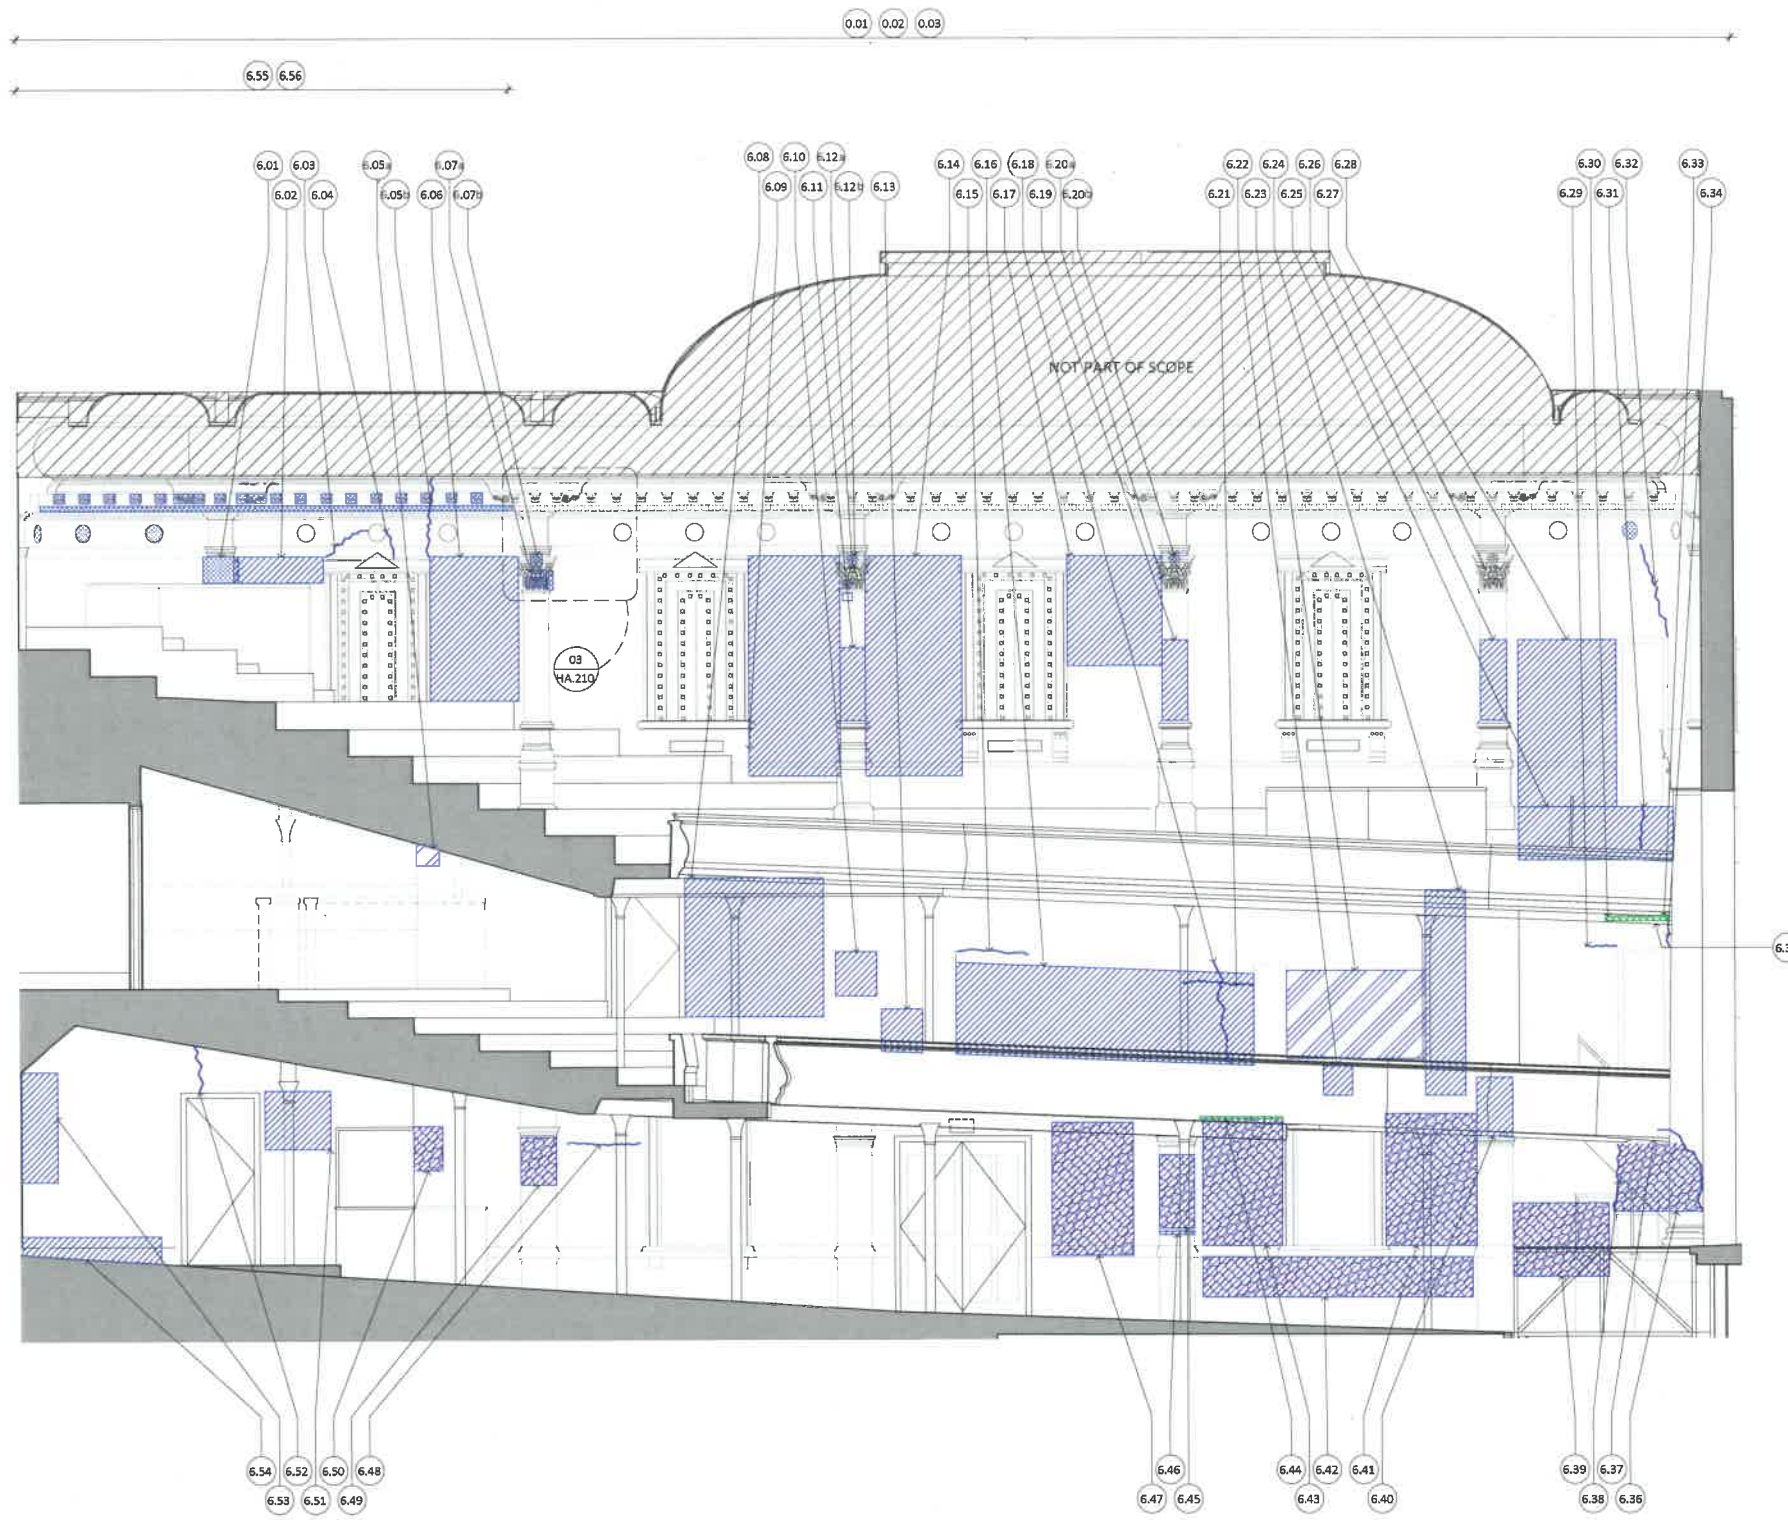 0.01 0.02 0.03
6.55 6.56
6.01 6.03 6.05a 6.07a 6.08 6.10 6.12a 6.14 6.16 6.18 6.20a 6.22 6.24 6.26 6.28 6.30 6.32 6.33
6.02 6.04 6.05b 6.06 6.07b 6.09 6.11 6.12b 6.13 6.15 6.17 6.19 6.20b 6.21 6.23 6.25 6.27 6.29 6.31 6.34
NOT PART OF SCOPE
03
HA.210
6.54 6.52 6.50 6.48 6.46 6.44 6.42 6.41 6.39 6.37
6.53 6.51 6.49 6.47 6.45 6.43 6.40 6.38 6.36